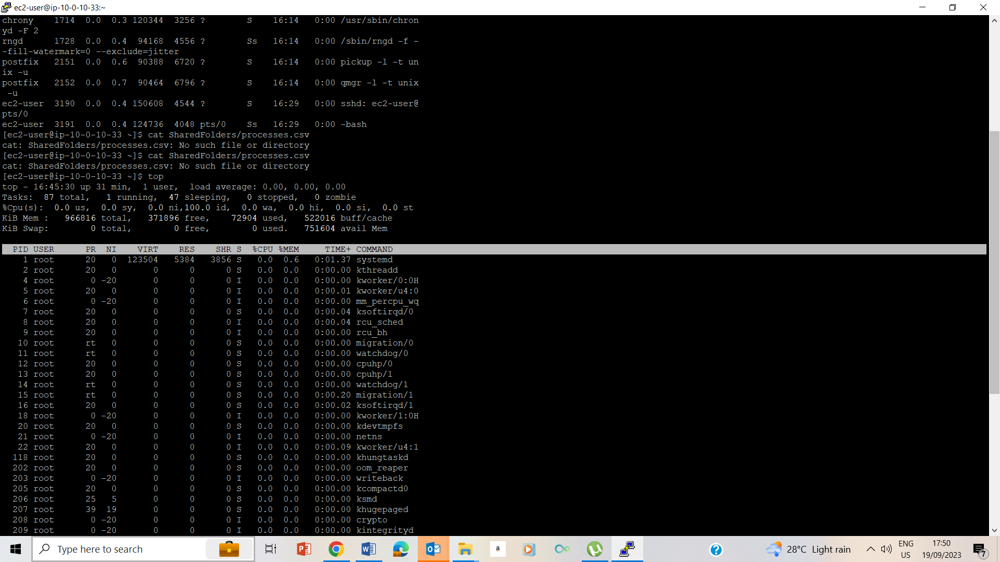 ec2-user@ip-10-0-10-33:~
chrony    1714  0.0  0.3 120344  3256 ?        S    16:14   0:00 /usr/sbin/chron
yd -F 2
rngd      1728  0.0  0.4  94168  4556 ?        Ss   16:14   0:00 /sbin/rngd -f -
-fill-watermark=0 --exclude=jitter
postfix   2151  0.0  0.6  90388  6720 ?        S    16:14   0:00 pickup -l -t un
ix -u
postfix   2152  0.0  0.7  90464  6796 ?        S    16:14   0:00 qmgr -l -t unix
 -u
ec2-user  3190  0.0  0.4 150608  4544 ?        S    16:29   0:00 sshd: ec2-user@
pts/0
ec2-user  3191  0.0  0.4 124736  4048 pts/0    Ss   16:29   0:00 -bash
[ec2-user@ip-10-0-10-33 ~]$ cat SharedFolders/processes.csv
cat: SharedFolders/processes.csv: No such file or directory
[ec2-user@ip-10-0-10-33 ~]$ cat SharedFolders/processes.csv
cat: SharedFolders/processes.csv: No such file or directory
[ec2-user@ip-10-0-10-33 ~]$ top
top - 16:45:30 up 31 min,  1 user,  load average: 0.00, 0.00, 0.00
Tasks:  87 total,   1 running,  47 sleeping,   0 stopped,   0 zombie
%Cpu(s):  0.0 us,  0.0 sy,  0.0 ni,100.0 id,  0.0 wa,  0.0 hi,  0.0 si,  0.0 st
KiB Mem :   966816 total,   371896 free,    72904 used,   522016 buff/cache
KiB Swap:        0 total,        0 free,        0 used.   751604 avail Mem
  PID USER      PR  NI    VIRT    RES    SHR S  %CPU %MEM     TIME+ COMMAND
    1 root      20   0  123504   5384   3856 S   0.0  0.6   0:01.37 systemd
    2 root      20   0       0      0      0 S   0.0  0.0   0:00.00 kthreadd
    4 root       0 -20       0      0      0 I   0.0  0.0   0:00.00 kworker/0:0H
    5 root      20   0       0      0      0 I   0.0  0.0   0:00.01 kworker/u4:0
    6 root       0 -20       0      0      0 I   0.0  0.0   0:00.00 mm_percpu_wq
    7 root      20   0       0      0      0 S   0.0  0.0   0:00.04 ksoftirqd/0
    8 root      20   0       0      0      0 I   0.0  0.0   0:00.04 rcu_sched
    9 root      20   0       0      0      0 I   0.0  0.0   0:00.00 rcu_bh
   10 root      rt   0       0      0      0 S   0.0  0.0   0:00.00 migration/0
   11 root      rt   0       0      0      0 S   0.0  0.0   0:00.00 watchdog/0
   12 root      20   0       0      0      0 S   0.0  0.0   0:00.00 cpuhp/0
   13 root      20   0       0      0      0 S   0.0  0.0   0:00.00 cpuhp/1
   14 root      rt   0       0      0      0 S   0.0  0.0   0:00.00 watchdog/1
   15 root      rt   0       0      0      0 S   0.0  0.0   0:00.20 migration/1
   16 root      20   0       0      0      0 S   0.0  0.0   0:00.02 ksoftirqd/1
   18 root       0 -20       0      0      0 I   0.0  0.0   0:00.00 kworker/1:0H
   20 root      20   0       0      0      0 S   0.0  0.0   0:00.00 kdevtmpfs
   21 root       0 -20       0      0      0 I   0.0  0.0   0:00.00 netns
   22 root      20   0       0      0      0 I   0.0  0.0   0:00.09 kworker/u4:1
  118 root      20   0       0      0      0 S   0.0  0.0   0:00.00 khungtaskd
  202 root      20   0       0      0      0 S   0.0  0.0   0:00.00 oom_reaper
  203 root       0 -20       0      0      0 I   0.0  0.0   0:00.00 writeback
  205 root      20   0       0      0      0 S   0.0  0.0   0:00.00 kcompactd0
  206 root      25   5       0      0      0 S   0.0  0.0   0:00.00 ksmd
  207 root      39  19       0      0      0 S   0.0  0.0   0:00.00 khugepaged
  208 root       0 -20       0      0      0 I   0.0  0.0   0:00.00 crypto
  209 root       0 -20       0      0      0 I   0.0  0.0   0:00.00 kintegrityd
Type here to search
a
28°C Light rain
ENG
US
17:50
19/09/2023
7